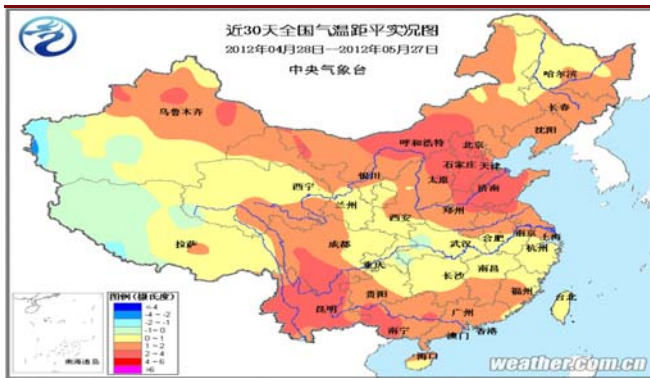 近30天全国气温距平实况图
2012年04月28日--2012年05月27日
中央气象台
哈尔滨
长春
乌鲁木齐
沈阳
呼和浩特
北京
石家庄
天津
银川
太原
济南
西宁
兰州
郑州
西安
南京
上海
合肥
拉萨
成都
武汉
杭州
重庆
南昌
长沙
贵阳
福州
台北
昆明
广州
南宁
香港
澳门
海口
图例(摄氏度)
<-4
-4~-2
-2~-1
-1~0
0~1
1~2
2~4
4~6
>6
南海诸岛
weather.com.cn